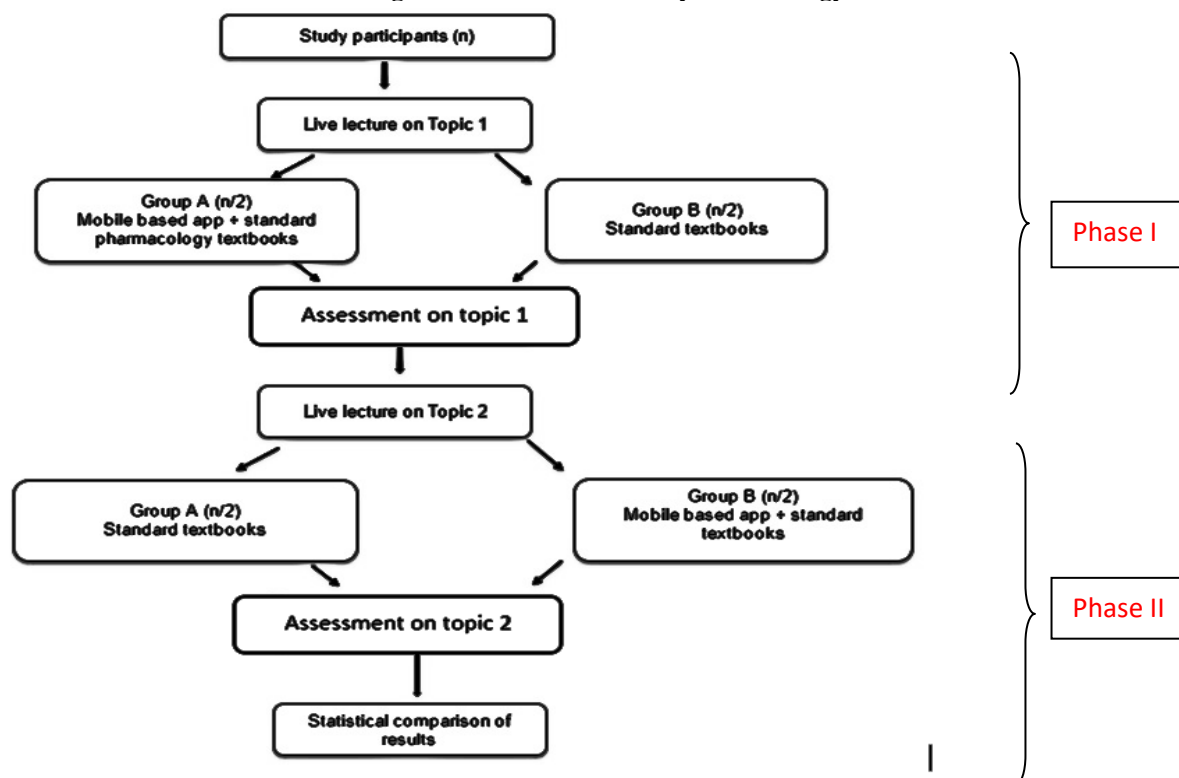 Study participants (n)
Live lecture on Topic 1
Group A (n/2)
Mobile based app + standard
pharmacology textbooks
Group B (n/2)
Standard textbooks
Phase I
Assessment on topic 1
Live lecture on Topic 2
Group A (n/2)
Standard textbooks
Group B (n/2)
Mobile based app + standard
textbooks
Phase II
Assessment on topic 2
Statistical comparison of
results